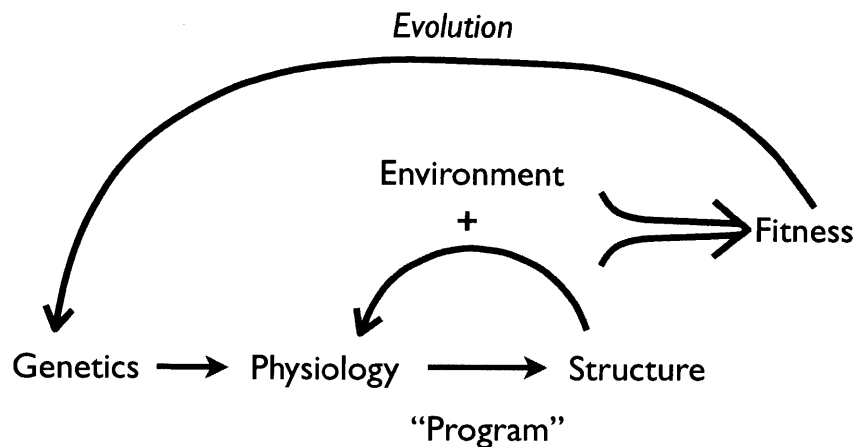 Evolution
Environment
+
Fitness
Genetics Physiology Structure
“Program”